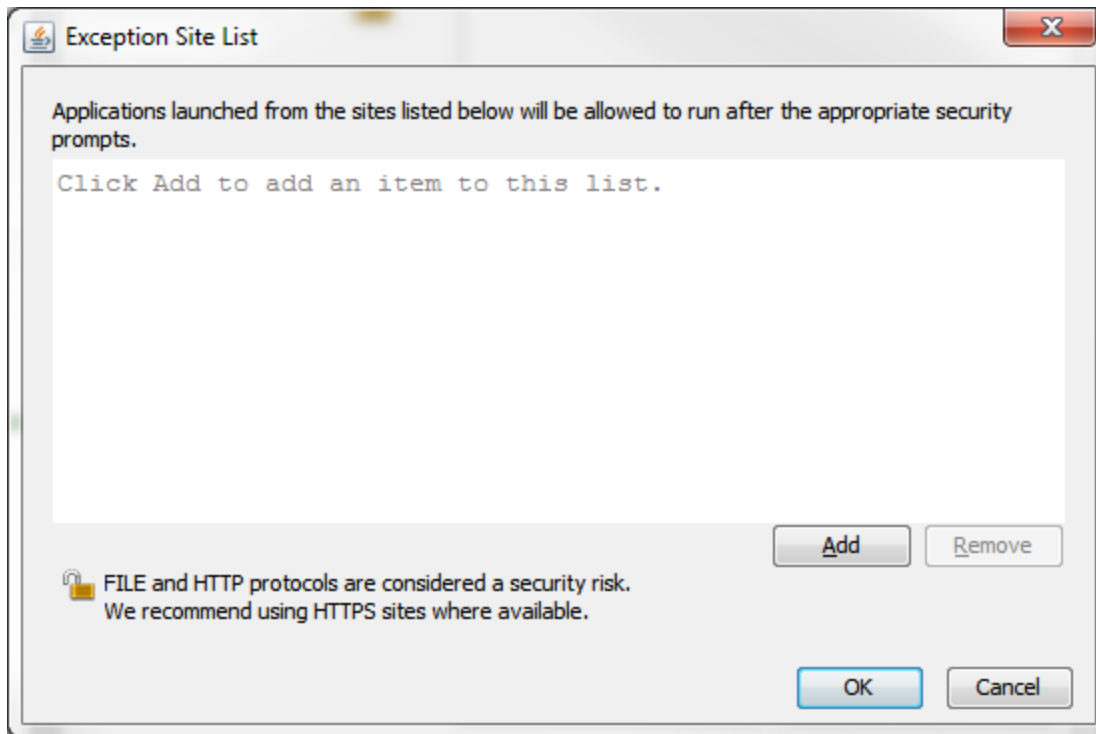 Exception Site List
Applications launched from the sites listed below will be allowed to run after the appropriate security
prompts.
Click Add to add an item to this list.
Add
Remove
FILE and HTTP protocols are considered a security risk.
We recommend using HTTPS sites where available.
OK
Cancel